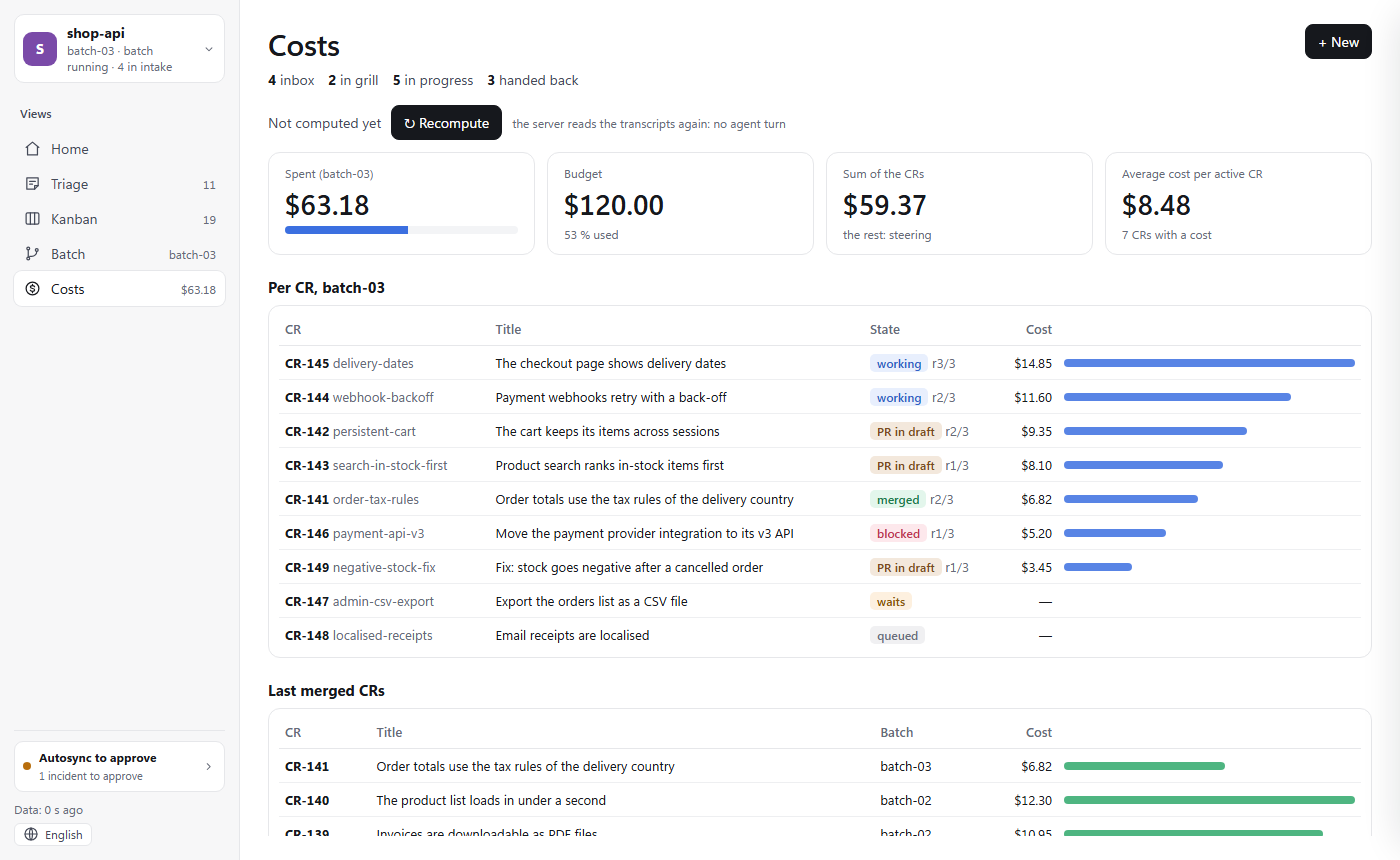 S
shop-api
batch-03 · batch
running · 4 in intake
Views
Home
Triage 11
Kanban 19
Batch batch-03
Costs $63.18
Autosync to approve
1 incident to approve
Data: 0 s ago
English
Costs
+ New
4 inbox 2 in grill 5 in progress 3 handed back
Not computed yet ↻ Recompute the server reads the transcripts again: no agent turn
Spent (batch-03)
$63.18
Budget
$120.00
53 % used
Sum of the CRs
$59.37
the rest: steering
Average cost per active CR
$8.48
7 CRs with a cost
Per CR, batch-03
CR Title State Cost
CR-145 delivery-dates The checkout page shows delivery dates working r3/3 $14.85
CR-144 webhook-backoff Payment webhooks retry with a back-off working r2/3 $11.60
CR-142 persistent-cart The cart keeps its items across sessions PR in draft r2/3 $9.35
CR-143 search-in-stock-first Product search ranks in-stock items first PR in draft r1/3 $8.10
CR-141 order-tax-rules Order totals use the tax rules of the delivery country merged r2/3 $6.82
CR-146 payment-api-v3 Move the payment provider integration to its v3 API blocked r1/3 $5.20
CR-149 negative-stock-fix Fix: stock goes negative after a cancelled order PR in draft r1/3 $3.45
CR-147 admin-csv-export Export the orders list as a CSV file waits —
CR-148 localised-receipts Email receipts are localised queued —
Last merged CRs
CR Title Batch Cost
CR-141 Order totals use the tax rules of the delivery country batch-03 $6.82
CR-140 The product list loads in under a second batch-02 $12.30
CR-139 Invoices are downloadable as PDF files batch-02 $10.95